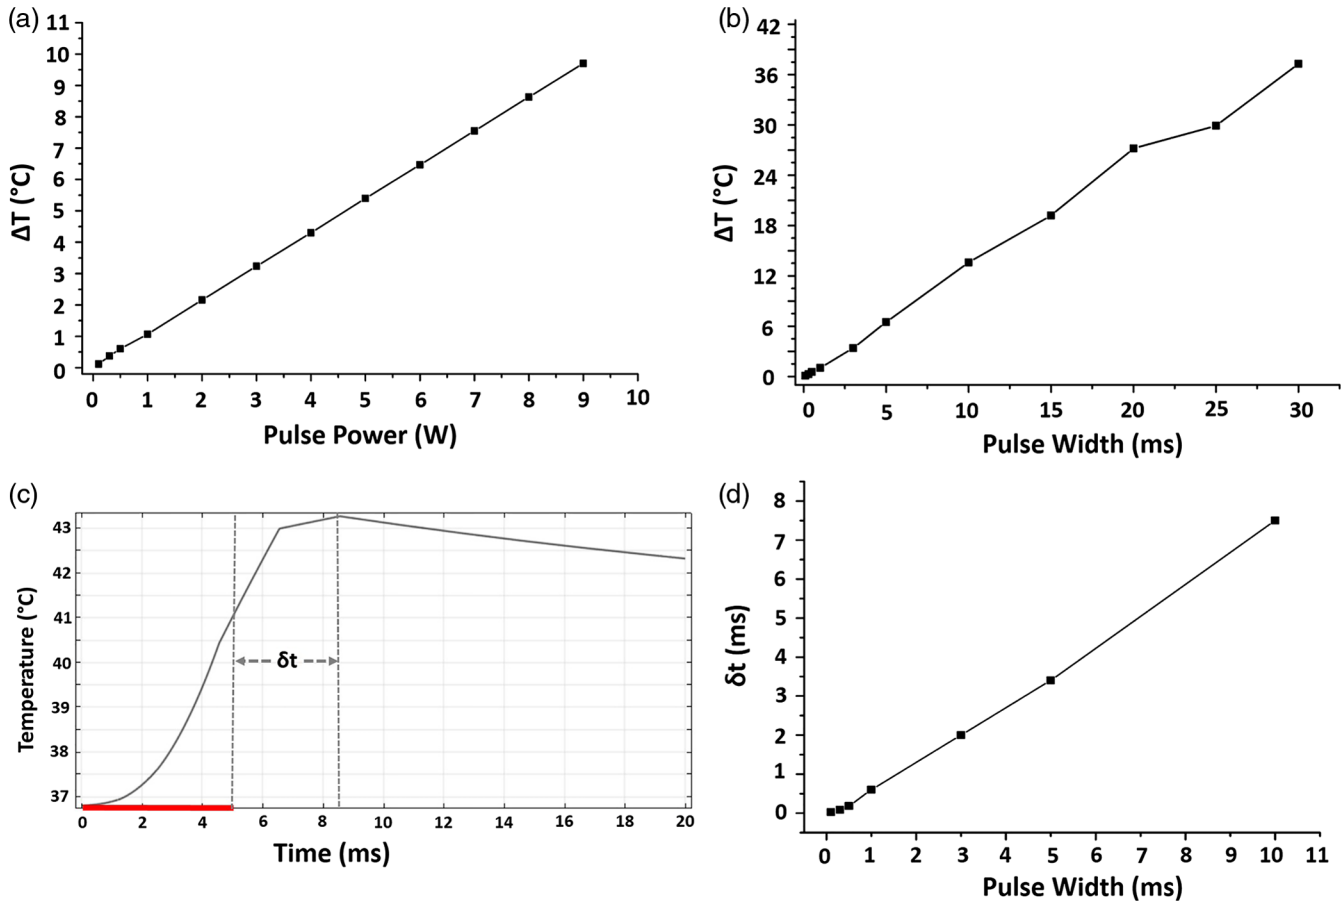 (a)
11
10
9
8
7
6
5
4
3
2
1
0
ΔT (°C)
0 1 2 3 4 5 6 7 8 9 10
Pulse Power (W)
(b)
42
36
30
24
18
12
6
0
ΔT (°C)
0 5 10 15 20 25 30
Pulse Width (ms)
(c)
43
42
41
40
39
38
37
Temperature (°C)
δt
0 2 4 6 8 10 12 14 16 18 20
Time (ms)
(d)
8
7
6
5
4
3
2
1
0
δt (ms)
0 1 2 3 4 5 6 7 8 9 10 11
Pulse Width (ms)